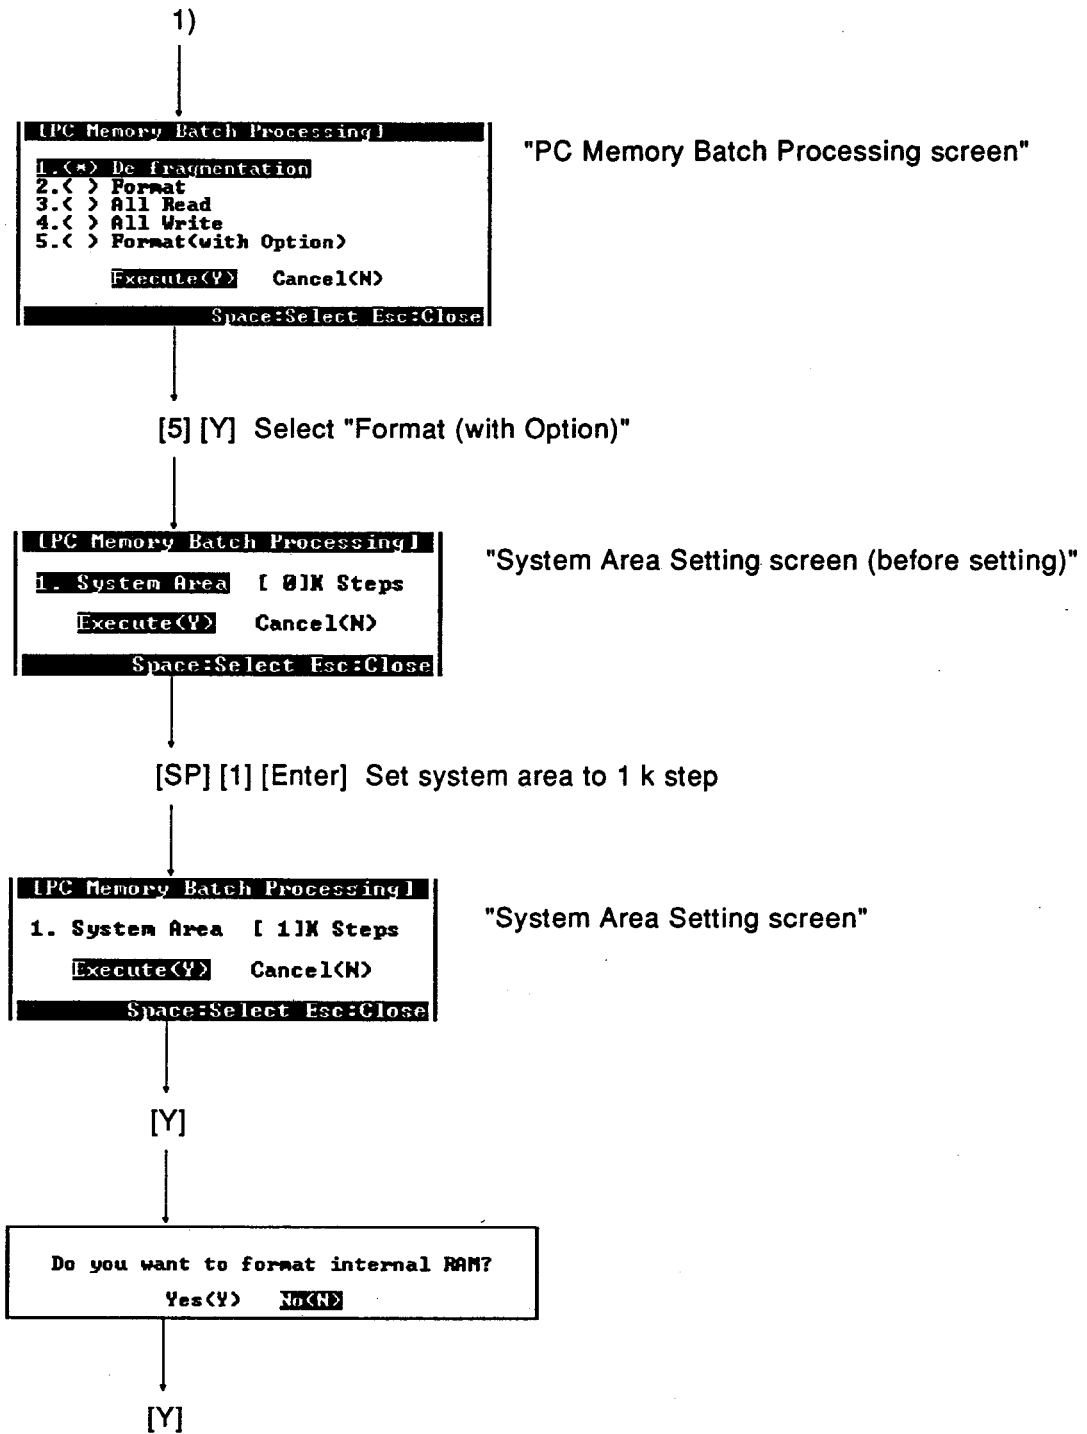 1)
[PC Memory Batch Processing]
"PC Memory Batch Processing screen"
1.(*) De fragmentation
2.( ) Format
3.( ) All Read
4.( ) All Write
5.( ) Format(with Option)
Execute(Y) Cancel(N)
Space:Select Esc:Close
[5] [Y] Select "Format (with Option)"
[PC Memory Batch Processing]
"System Area Setting screen (before setting)"
1. System Area [ 0]K Steps
Execute(Y) Cancel(N)
Space:Select Esc:Close
[SP] [1] [Enter] Set system area to 1 k step
[PC Memory Batch Processing]
"System Area Setting screen"
1. System Area [ 1]K Steps
Execute(Y) Cancel(N)
Space:Select Esc:Close
[Y]
Do you want to format internal RAM?
Yes(Y) No(N)
[Y]